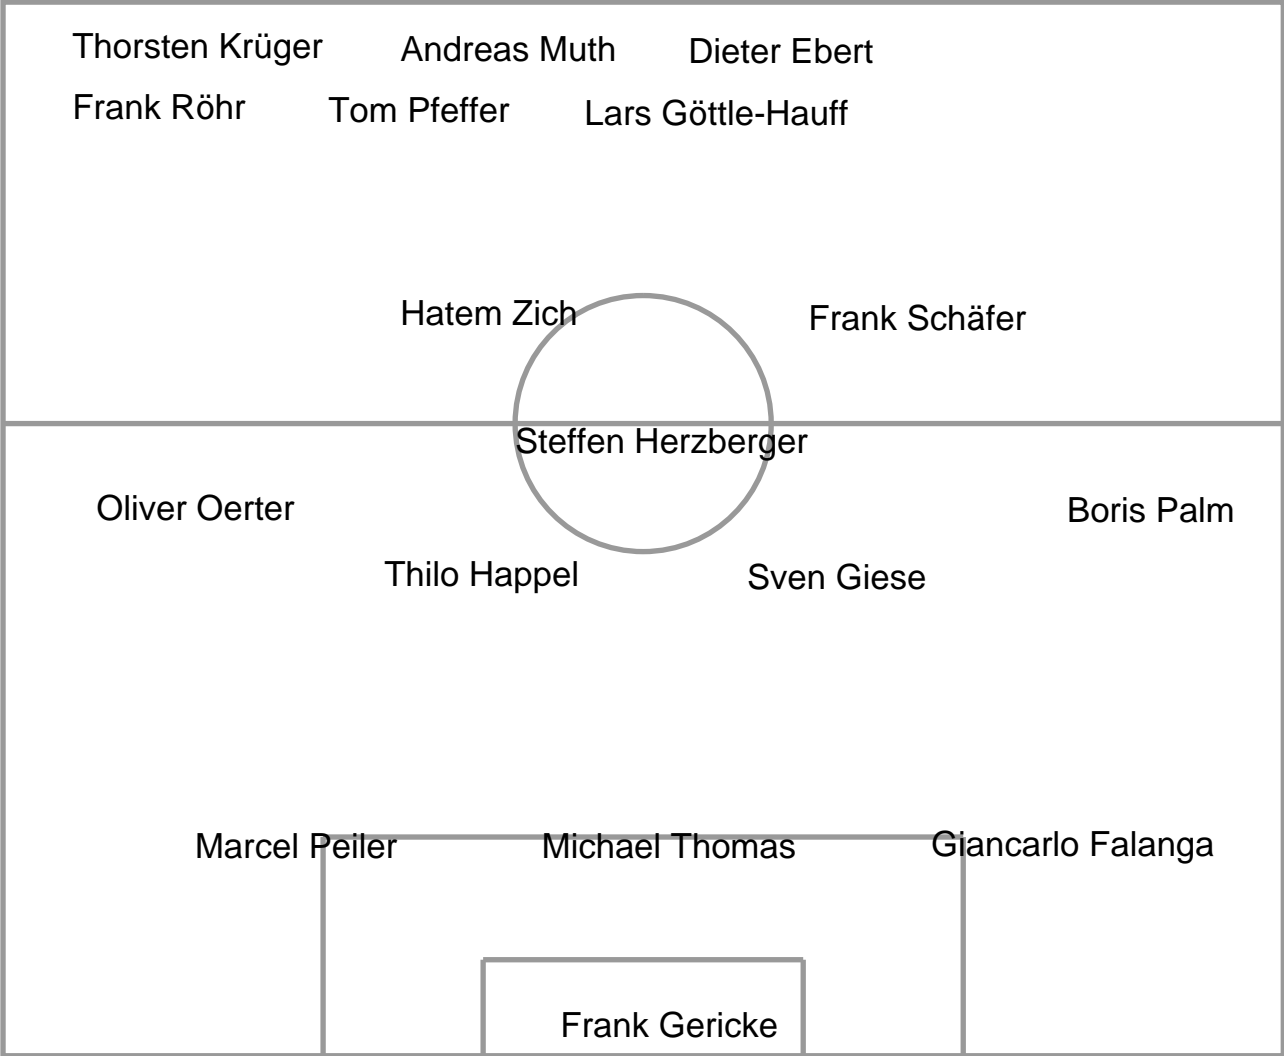 Thorsten Krüger Andreas Muth Dieter Ebert
Frank Röhr Tom Pfeffer Lars Göttle-Hauff
Hatem Zich Frank Schäfer
Steffen Herzberger
Oliver Oerter Boris Palm
Thilo Happel Sven Giese
Marcel Peiler Michael Thomas Giancarlo Falanga
Frank Gericke